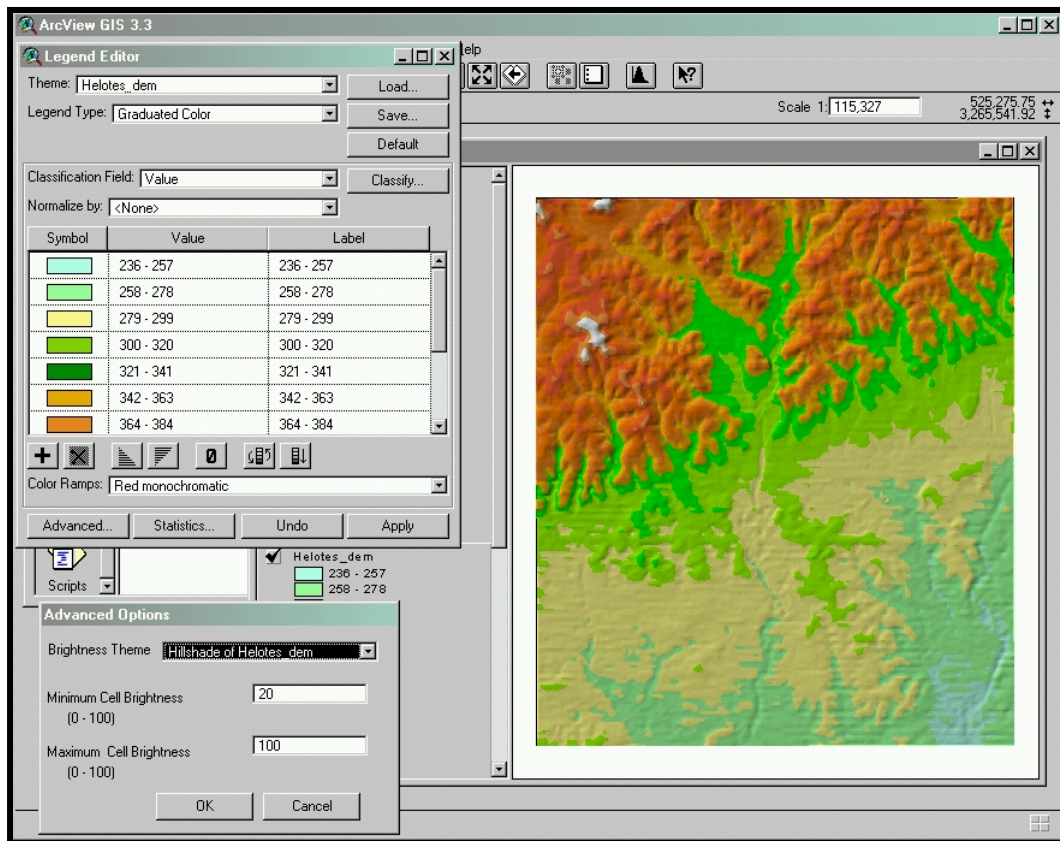 ArcView GIS 3.3
Legend Editor
elp
Theme: Helotes_dem
Load...
Legend Type: Graduated Color
Save...
Default
Scale 1: 115,327
525,275.75
3,265,541.92
Classification Field: Value
Classify...
Normalize by: <None>
Symbol Value Label
236 - 257 236 - 257
258 - 278 258 - 278
279 - 299 279 - 299
300 - 320 300 - 320
321 - 341 321 - 341
342 - 363 342 - 363
364 - 384 364 - 384
Color Ramps: Red monochromatic
Advanced... Statistics... Undo Apply
Scripts
Helotes_dem
236 - 257
258 - 278
Advanced Options
Brightness Theme Hillshade of Helotes_dem
Minimum Cell Brightness 20
(0 - 100)
Maximum Cell Brightness 100
(0 - 100)
OK Cancel